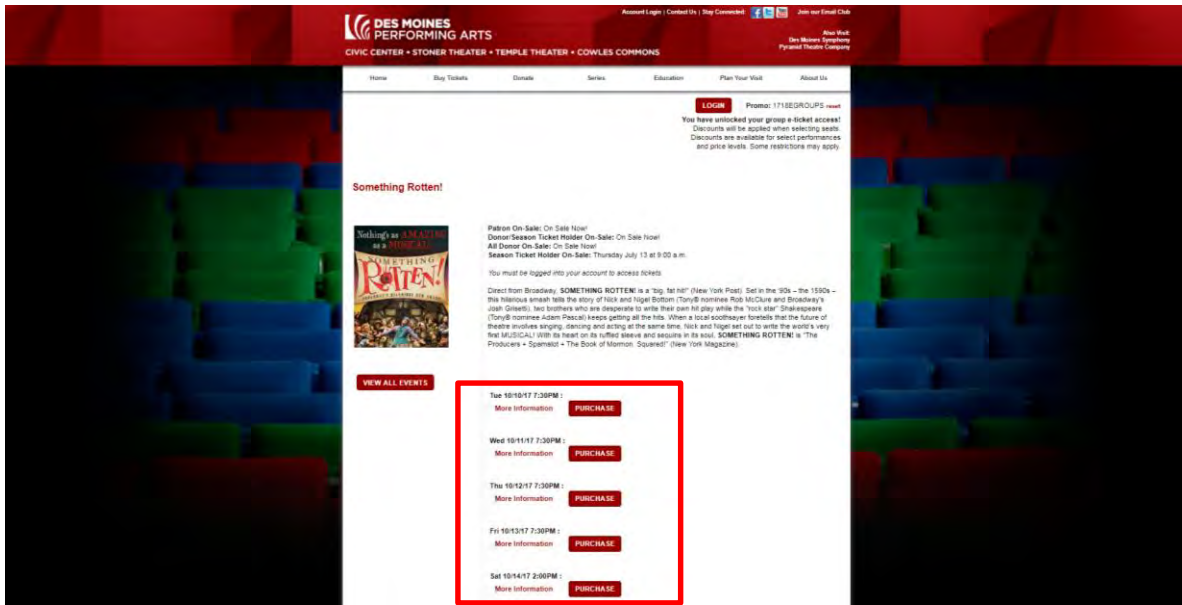 Account Login | Contact Us | Stay Connected: Join our Email Club
DES MOINES
PERFORMING ARTS
Also Visit:
Des Moines Symphony
Pyramid Theatre Company
CIVIC CENTER • STONER THEATER • TEMPLE THEATER • COWLES COMMONS
Home Buy Tickets Donate Series Education Plan Your Visit About Us
LOGIN Promo: 1718EGROUPS reset
You have unlocked your group e-ticket access!
Discounts will be applied when selecting seats.
Discounts are available for select performances
and price levels. Some restrictions may apply.
Something Rotten!
Nothing's as AMAZING
as a MUSICAL!
SOMETHING
ROTTEN!
Patron On-Sale: On Sale Now!
Donor/Season Ticket Holder On-Sale: On Sale Now!
All Donor On-Sale: On Sale Now!
Season Ticket Holder On-Sale: Thursday July 13 at 9:00 a.m.
You must be logged into your account to access tickets.
Direct from Broadway, SOMETHING ROTTEN! is a "big, fat hit!" (New York Post). Set in the '90s – the 1590s –
this hilarious smash tells the story of Nick and Nigel Bottom (Tony® nominee Rob McClure and Broadway's
Josh Grisetti), two brothers who are desperate to write their own hit play while the "rock star" Shakespeare
(Tony® nominee Adam Pascal) keeps getting all the hits. When a local soothsayer foretells that the future of
theatre involves singing, dancing and acting at the same time, Nick and Nigel set out to write the world's very
first MUSICAL! With its heart on its ruffled sleeve and sequins in its soul, SOMETHING ROTTEN! is "The
Producers + Spamalot + The Book of Mormon. Squared!" (New York Magazine).
VIEW ALL EVENTS
Tue 10/10/17 7:30PM :
More Information PURCHASE
Wed 10/11/17 7:30PM :
More Information PURCHASE
Thu 10/12/17 7:30PM :
More Information PURCHASE
Fri 10/13/17 7:30PM :
More Information PURCHASE
Sat 10/14/17 2:00PM :
More Information PURCHASE